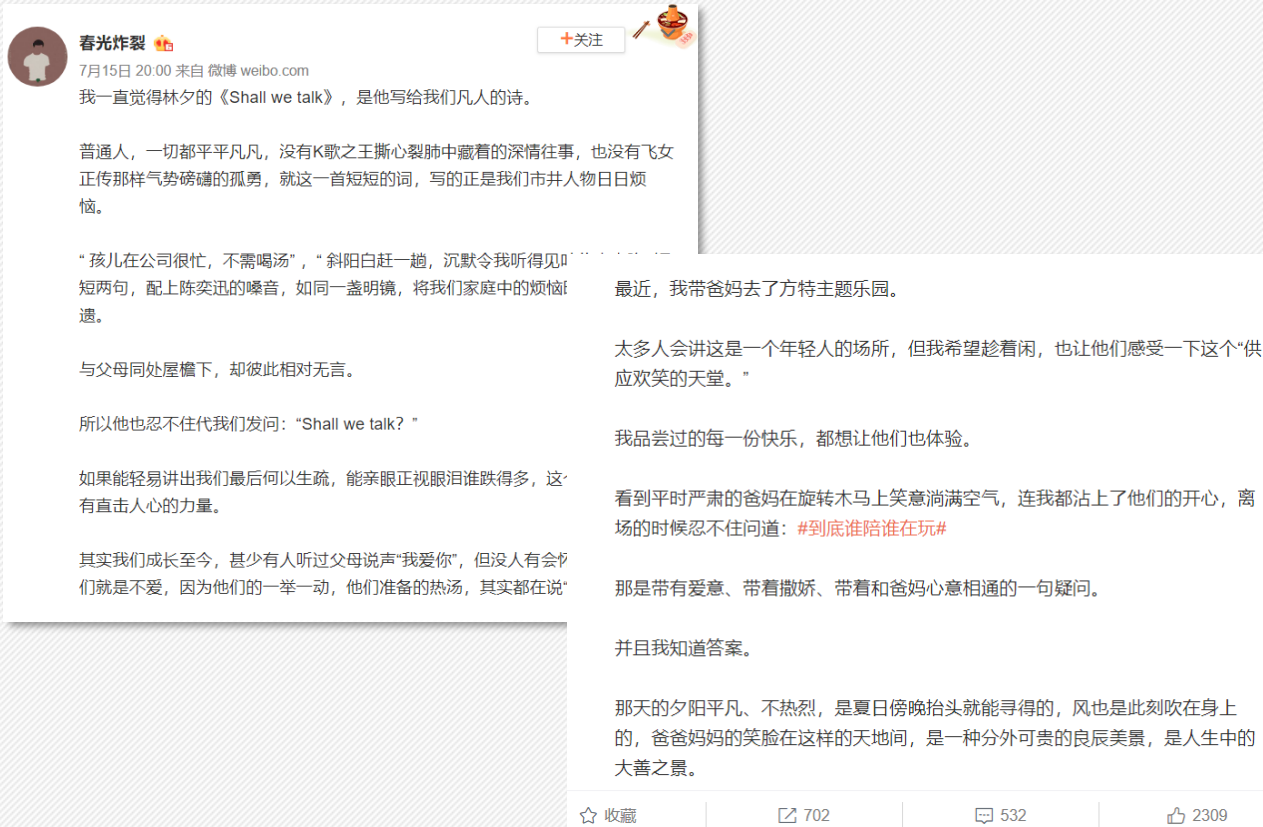 春光炸裂
+关注
7月15日 20:00 来自 微博 weibo.com
我一直觉得林夕的《Shall we talk》，是他写给我们凡人的诗。
普通人，一切都平平凡凡，没有K歌之王撕心裂肺中藏着的深情往事，也没有飞女
正传那样气势磅礴的孤勇，就这一首短短的词，写的正是我们市井人物日日烦
恼。
“ 孩儿在公司很忙，不需喝汤” ，“ 斜阳白赶一趟，沉默令我听得见
短两句，配上陈奕迅的嗓音，如同一盏明镜，将我们家庭中的烦恼
遗。
与父母同处屋檐下，却彼此相对无言。
所以他也忍不住代我们发问：“Shall we talk？”
如果能轻易讲出我们最后何以生疏，能亲眼正视眼泪谁跌得多，这
有直击人心的力量。
其实我们成长至今，甚少有人听过父母说声“我爱你”，但没人有会
们就是不爱，因为他们的一举一动，他们准备的热汤，其实都在说“
最近，我带爸妈去了方特主题乐园。
太多人会讲这是一个年轻人的场所，但我希望趁着闲，也让他们感受一下这个“供
应欢笑的天堂。”
我品尝过的每一份快乐，都想让他们也体验。
看到平时严肃的爸妈在旋转木马上笑意淌满空气，连我都沾上了他们的开心，离
场的时候忍不住问道：#到底谁陪谁在玩#
那是带有爱意、带着撒娇、带着和爸妈心意相通的一句疑问。
并且我知道答案。
那天的夕阳平凡、不热烈，是夏日傍晚抬头就能寻得的，风也是此刻吹在身上
的，爸爸妈妈的笑脸在这样的天地间，是一种分外可贵的良辰美景，是人生中的
大善之景。
收藏 702 532 2309